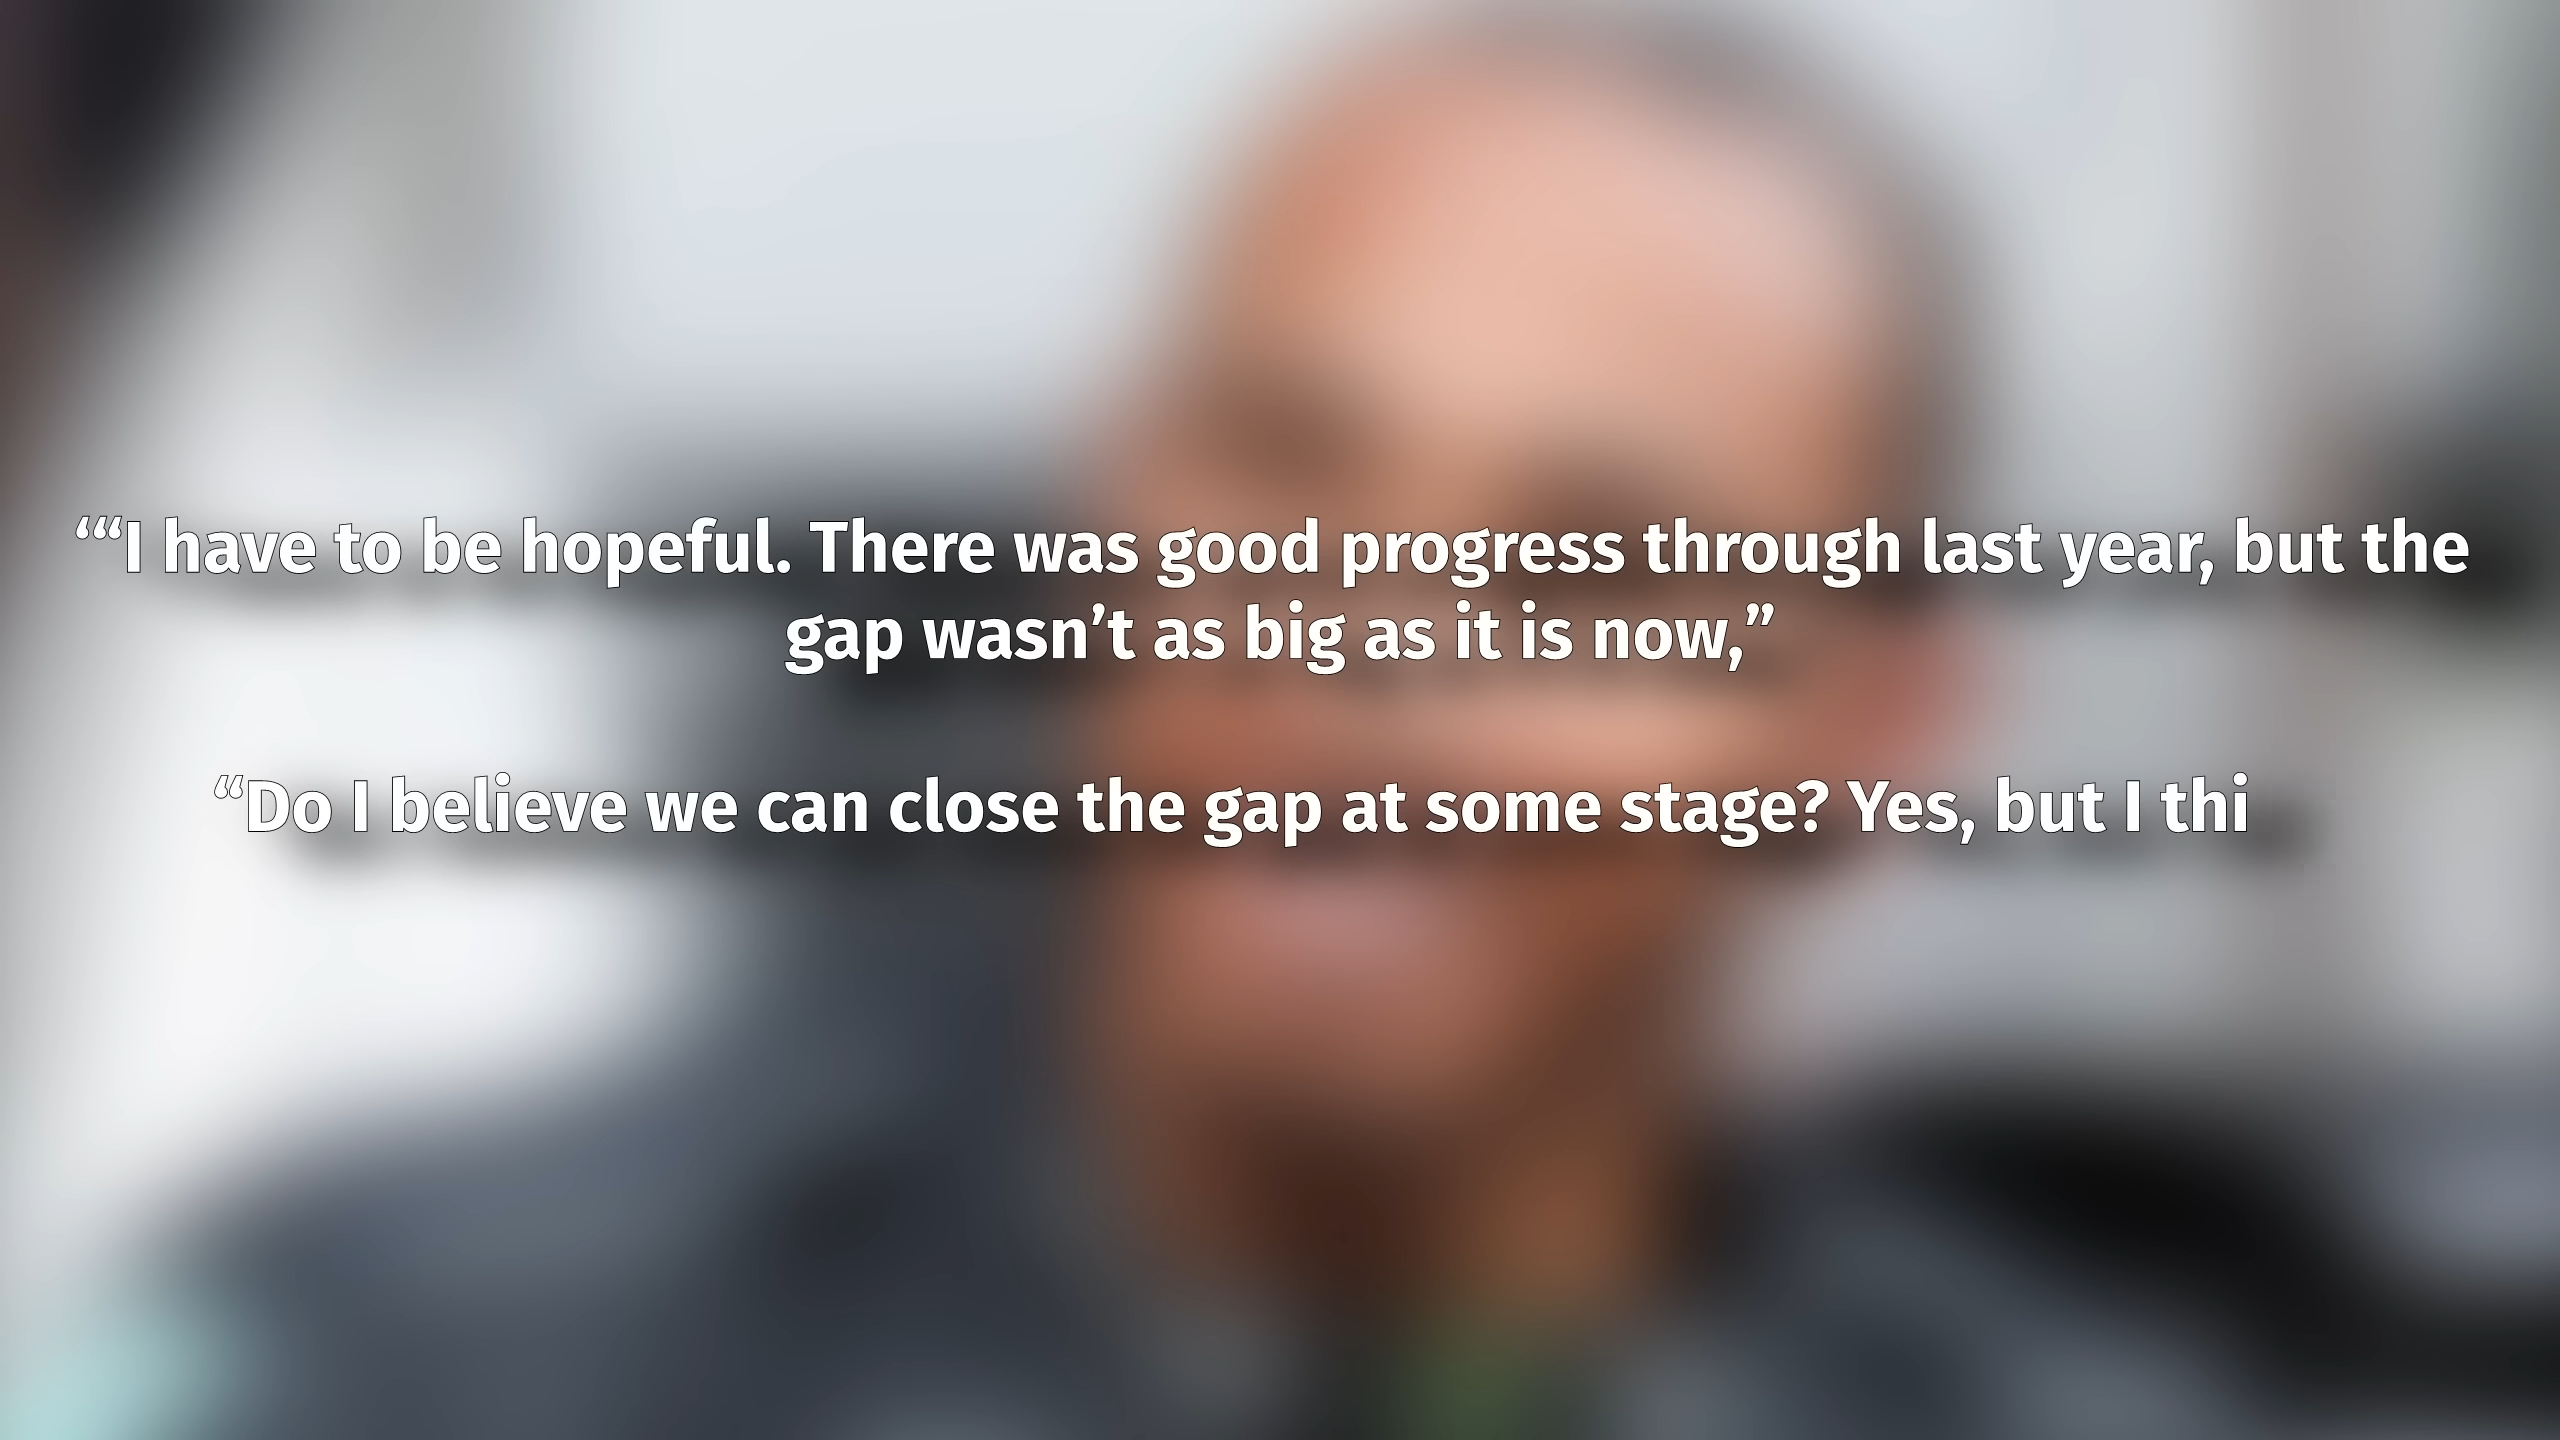 ‘“I have to be hopeful. There was good progress through last year, but the
gap wasn’t as big as it is now,”
“Do I believe we can close the gap at some stage? Yes, but I thi